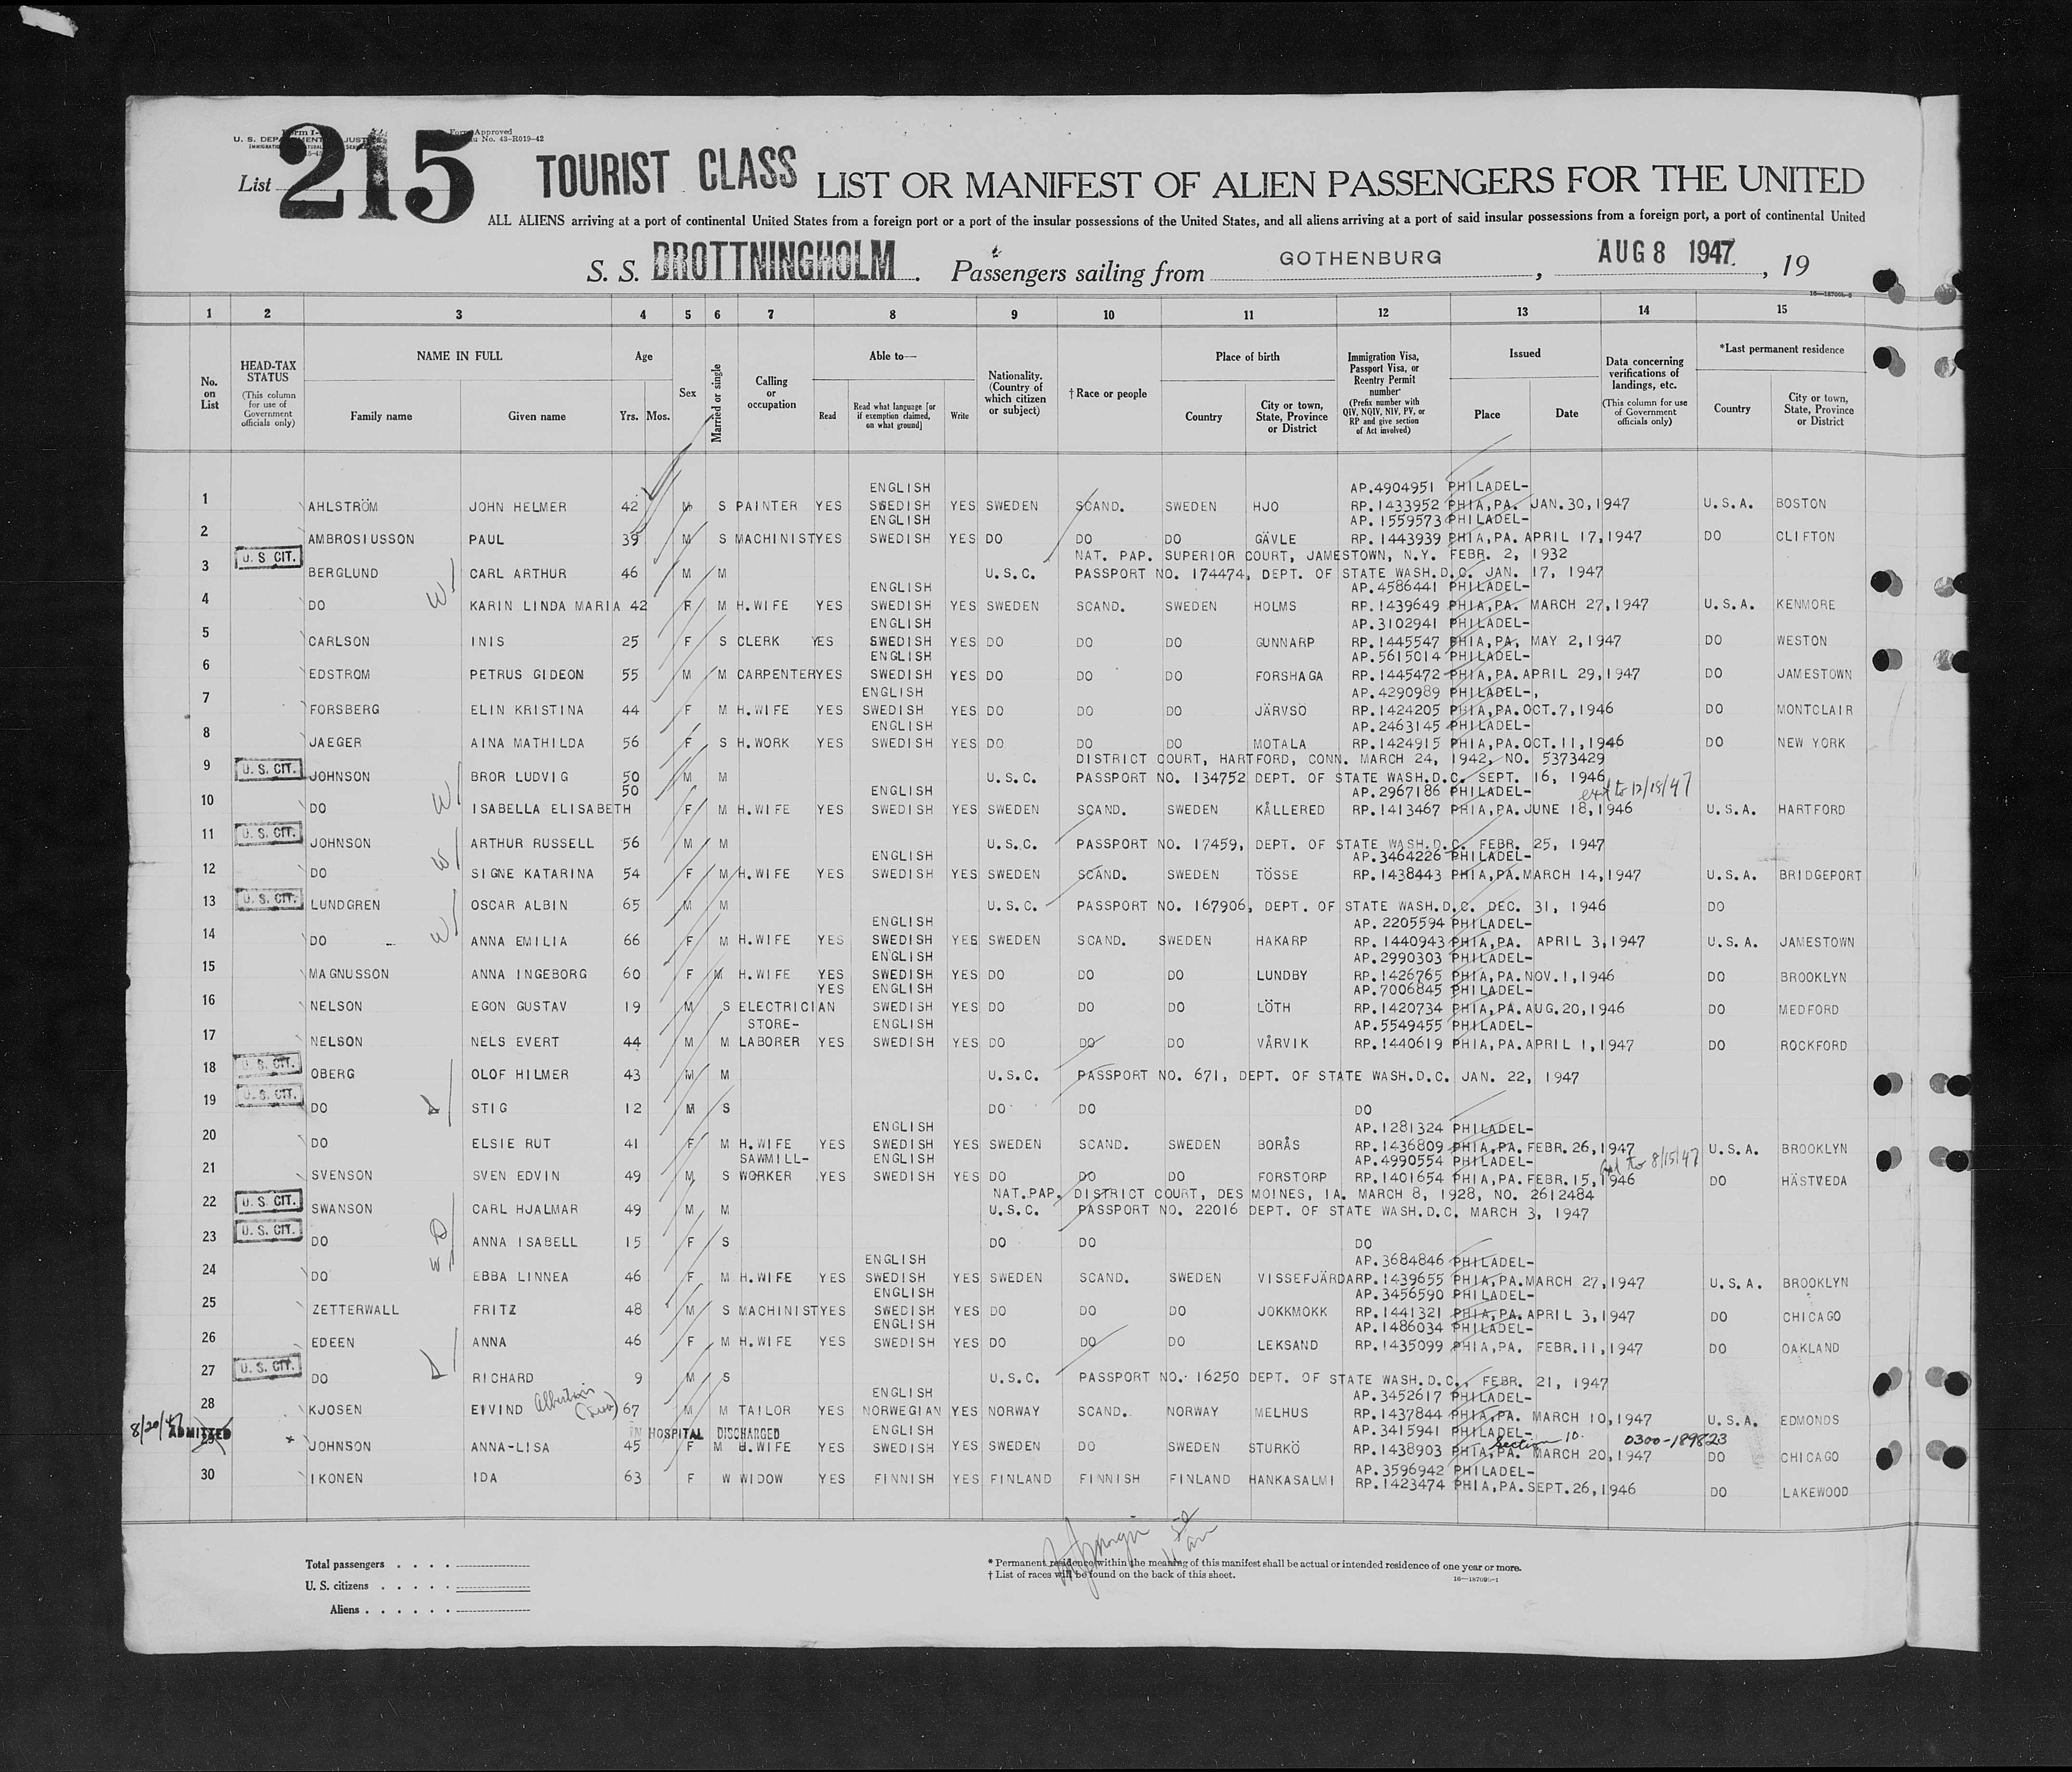 Form Approved
No. 43-R019-42
List 215 TOURIST CLASS LIST OR MANIFEST OF ALIEN PASSENGERS FOR THE UNITED
ALL ALIENS arriving at a port of continental United States from a foreign port or a port of the insular possessions of the United States, and all aliens arriving at a port of said insular possessions from a foreign port, a port of continental United
S. S. DROTTNINGHOLM. Passengers sailing from GOTHENBURG, AUG 8 1947, 19
1 2 3 4 5 6 7 8 9 10 11 12 13 14 15
No. on List
HEAD-TAX STATUS
(This column for use of Government officials only)
NAME IN FULL
Family name Given name
Age
Yrs. Mos.
Sex
Married or single
Calling or occupation
Able to—
Read Read what language [or if exemption claimed, on what ground] Write
Nationality. (Country of which citizen or subject)
† Race or people
Place of birth
Country City or town, State, Province or District
Immigration Visa, Passport Visa, or Reentry Permit number
(Prefix number with QIV, NQIV, NIV, PV, or RP and give section of Act involved)
Issued
Place Date
Data concerning verifications of landings, etc.
(This column for use of Government officials only)
*Last permanent residence
Country City or town, State, Province or District
ENGLISH AP.4904951 PHILADEL-
1 AHLSTRÖM JOHN HELMER 42 M S PAINTER YES SWEDISH YES SWEDEN SCAND. SWEDEN HJO RP.1433952 PHIA,PA. JAN.30,1947 U.S.A. BOSTON
ENGLISH AP.1559573 PHILADEL-
2 AMBROSIUSSON PAUL 39 M S MACHINIST YES SWEDISH YES DO DO DO GÄVLE RP.1443939 PHIA,PA. APRIL 17,1947 DO CLIFTON
U.S CIT. NAT. PAP. SUPERIOR COURT, JAMESTOWN, N.Y. FEBR. 2, 1932
3 BERGLUND CARL ARTHUR 46 M M U.S.C. PASSPORT NO. 174474, DEPT. OF STATE WASH.D.C. JAN. 17, 1947
W ENGLISH AP.4586441 PHILADEL-
4 DO KARIN LINDA MARIA 42 F M H.WIFE YES SWEDISH YES SWEDEN SCAND. SWEDEN HOLMS RP.1439649 PHIA,PA. MARCH 27,1947 U.S.A. KENMORE
ENGLISH AP.3102941 PHILADEL-
5 CARLSON INIS 25 F S CLERK YES SWEDISH YES DO DO DO GUNNARP RP.1445547 PHIA,PA, MAY 2,1947 DO WESTON
ENGLISH AP.5615014 PHILADEL-
6 EDSTROM PETRUS GIDEON 55 M M CARPENTER YES SWEDISH YES DO DO DO FORSHAGA RP.1445472 PHIA,PA.APRIL 29,1947 DO JAMESTOWN
ENGLISH AP.4290989 PHILADEL-,
7 FORSBERG ELIN KRISTINA 44 F M H.WIFE YES SWEDISH YES DO DO DO JÄRVSÖ RP.1424205 PHIA,PA.OCT.7,1946 DO MONTCLAIR
ENGLISH AP.2463145 PHILADEL-
8 JAEGER AINA MATHILDA 56 F S H.WORK YES SWEDISH YES DO DO DO MOTALA RP.1424915 PHIA,PA.OCT.11,1946 DO NEW YORK
U.S.CIT. DISTRICT COURT, HARTFORD, CONN. MARCH 24, 1942, NO. 5373429
9 JOHNSON BROR LUDVIG 50 M M U.S.C. PASSPORT NO. 134752 DEPT. OF STATE WASH.D.C. SEPT. 16, 1946
W 50 ENGLISH AP.2967186 PHILADEL- ext to 12/18/47
10 DO ISABELLA ELISABETH F M H.WIFE YES SWEDISH YES SWEDEN SCAND. SWEDEN KÅLLERED RP.1413467 PHIA,PA.JUNE 18,1946 U.S.A. HARTFORD
U.S.CIT.
11 JOHNSON ARTHUR RUSSELL 56 M M U.S.C. PASSPORT NO. 17459, DEPT. OF STATE WASH.D.C. FEBR. 25, 1947
W ENGLISH AP.3464226 PHILADEL-
12 DO SIGNE KATARINA 54 F M H.WIFE YES SWEDISH YES SWEDEN SCAND. SWEDEN TÖSSE RP.1438443 PHIA,PA.MARCH 14,1947 U.S.A. BRIDGEPORT
13 U.S.CIT. LUNDGREN OSCAR ALBIN 65 M M U.S.C. PASSPORT NO. 167906, DEPT. OF STATE WASH.D.C. DEC. 31, 1946 DO
W ENGLISH AP.2205594 PHILADEL-
14 DO ANNA EMILIA 66 F M H.WIFE YES SWEDISH YES SWEDEN SCAND. SWEDEN HAKARP RP.1440943 PHIA,PA. APRIL 3,1947 U.S.A. JAMESTOWN
ENGLISH AP.2990303 PHILADEL-
15 MAGNUSSON ANNA INGEBORG 60 F M H.WIFE YES SWEDISH YES DO DO DO LUNDBY RP.1426765 PHIA,PA.NOV.1,1946 DO BROOKLYN
YES ENGLISH AP.7006845 PHILADEL-
16 NELSON EGON GUSTAV 19 M S ELECTRICIAN SWEDISH YES DO DO DO LÖTH RP.1420734 PHIA,PA.AUG.20,1946 DO MEDFORD
STORE- ENGLISH AP.5549455 PHILADEL-
17 NELSON NELS EVERT 44 M M LABORER YES SWEDISH YES DO DO DO VÅRVIK RP.1440619 PHIA,PA.APRIL 1,1947 DO ROCKFORD
18 U.S.CIT. OBERG OLOF HILMER 43 M M U.S.C. PASSPORT NO. 671, DEPT. OF STATE WASH.D.C. JAN. 22, 1947
19 U.S.CIT. DO STIG 12 M S DO DO DO
ENGLISH AP.1281324 PHILADEL-
20 DO ELSIE RUT 41 F M H.WIFE YES SWEDISH YES SWEDEN SCAND. SWEDEN BORÅS RP.1436809 PHIA,PA.FEBR.26,1947 U.S.A. BROOKLYN
SAWMILL- ENGLISH AP.4990554 PHILADEL- to 8/15/47
21 SVENSON SVEN EDVIN 49 M S WORKER YES SWEDISH YES DO DO DO FORSTORP RP.1401654 PHIA,PA.FEBR.15,1946 DO HÄSTVEDA
NAT.PAP. DISTRICT COURT, DES MOINES, IA. MARCH 8, 1928, NO. 2612484
22 U.S.CIT. SWANSON CARL HJALMAR 49 M M U.S.C. PASSPORT NO. 22016 DEPT. OF STATE WASH.D.C. MARCH 3, 1947
23 U.S.CIT. DO ANNA ISABELL 15 F S DO DO DO
W ENGLISH AP.3684846 PHILADEL-
24 DO EBBA LINNEA 46 F M H.WIFE YES SWEDISH YES SWEDEN SCAND. SWEDEN VISSEFJÄRDA RP.1439655 PHIA,PA.MARCH 27,1947 U.S.A. BROOKLYN
ENGLISH AP.3456590 PHILADEL-
25 ZETTERWALL FRITZ 48 M S MACHINIST YES SWEDISH YES DO DO DO JOKKMOKK RP.1441321 PHIA,PA.APRIL 3,1947 DO CHICAGO
ENGLISH AP.1486034 PHILADEL-
26 EDEEN ANNA 46 F M H.WIFE YES SWEDISH YES DO DO DO LEKSAND RP.1435099 PHIA,PA. FEBR.11,1947 DO OAKLAND
27 U.S.CIT. DO RICHARD 9 M S U.S.C. PASSPORT NO. 16250 DEPT. OF STATE WASH.D.C., FEBR. 21, 1947
ENGLISH AP.3452617 PHILADEL-
28 KJOSEN EIVIND 67 M M TAILOR YES NORWEGIAN YES NORWAY SCAND. NORWAY MELHUS RP.1437844 PHIA,PA. MARCH 10,1947 U.S.A. EDMONDS
8/20/47 ADMITTED IN HOSPITAL DISCHARGED ENGLISH AP.3415941 PHILADEL- Section 10. 0300-189823
29 JOHNSON ANNA-LISA 45 F M H.WIFE YES SWEDISH YES SWEDEN DO SWEDEN STURKÖ RP.1438903 PHIA,PA. MARCH 20,1947 DO CHICAGO
AP.3596942 PHILADEL-
30 IKONEN IDA 63 F W WIDOW YES FINNISH YES FINLAND FINNISH FINLAND HANKASALMI RP.1423474 PHIA,PA.SEPT.26,1946 DO LAKEWOOD
Total passengers . . . .
U. S. citizens . . . . .
Aliens . . . . . .
* Permanent residence within the meaning of this manifest shall be actual or intended residence of one year or more.
† List of races will be found on the back of this sheet.